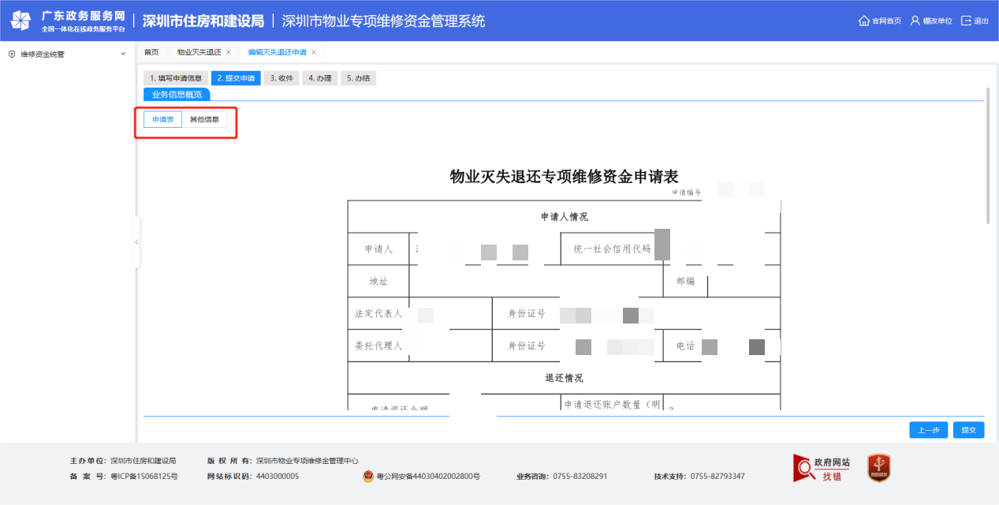 广东政务服务网
全国一体化在线政务服务平台
深圳市住房和建设局
深圳市物业专项维修资金管理系统
官网首页 棚改单位 退出
维修资金统管
首页 物业灭失退还 × 编辑灭失退还申请 ×
1. 填写申请信息 2. 提交申请 3. 收件 4. 办理 5. 办结
业务信息概览
申请表 其他信息
物业灭失退还专项维修资金申请表
申请编号
申请人情况
申请人 统一社会信用代码
地址 邮编
法定代表人 身份证号
委托代理人 身份证号 电话
退还情况
申请退还金额 申请退还账户数量（明
上一步 提交
主办单位：深圳市住房和建设局 版 权 所 有：深圳市物业专项维修金管理中心
备 案 号：粤ICP备15068125号 网站标识码：4403000005 粤公网安备44030402002800号 业务咨询：0755-83208291 技术支持：0755-82793347
政府网站
找错